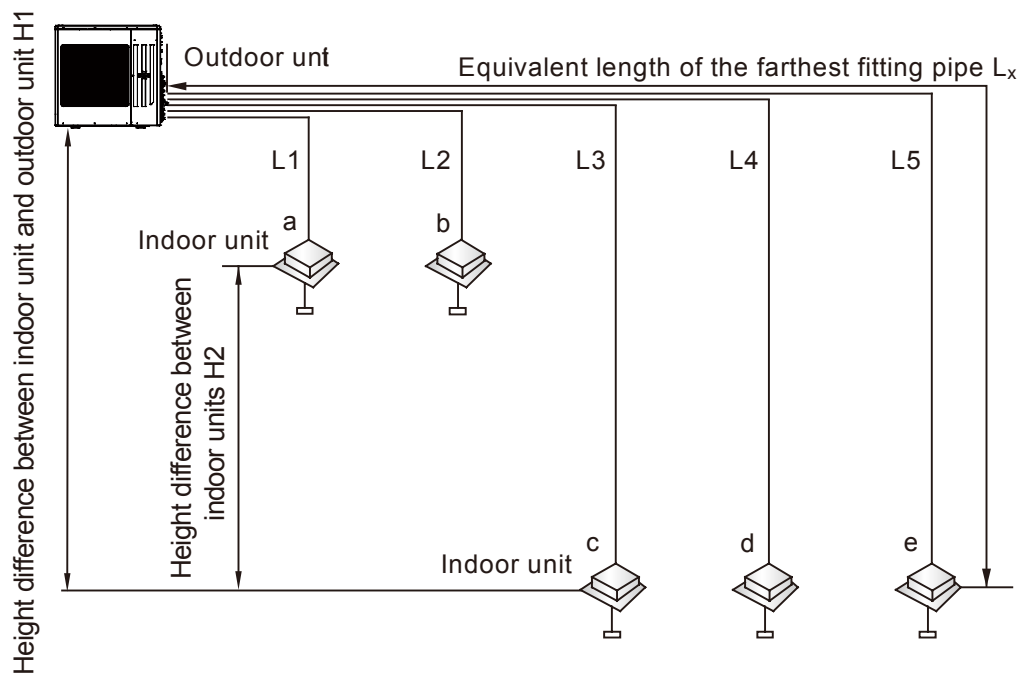 Height difference between indoor unit and outdoor unit H1
Outdoor unt
Equivalent length of the farthest fitting pipe Lx
L1
L2
L3
L4
L5
a
b
Indoor unit
Height difference between
indoor units H2
c
d
e
Indoor unit